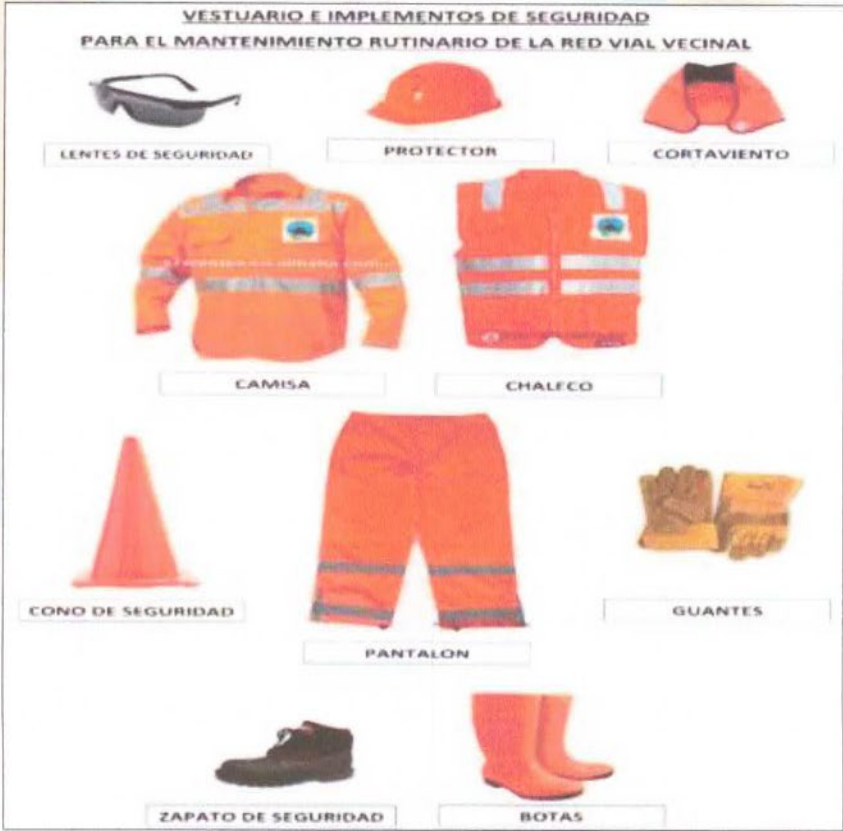 VESTUARIO E IMPLEMENTOS DE SEGURIDAD
PARA EL MANTENIMIENTO RUTINARIO DE LA RED VIAL VECINAL
LENTES DE SEGURIDAD
PROTECTOR
CORTAVIENTO
CAMISA
CHALECO
CONO DE SEGURIDAD
GUANTES
PANTALON
ZAPATO DE SEGURIDAD
BOTAS